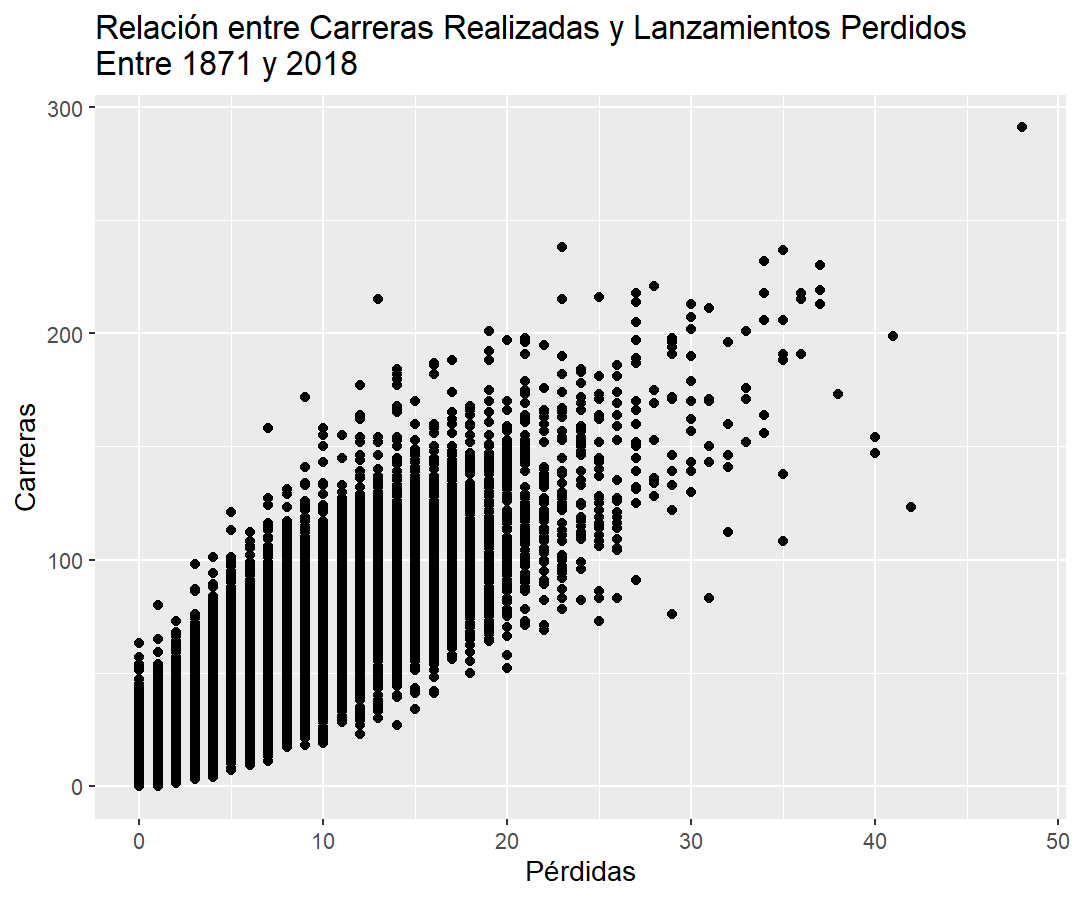 Relación entre Carreras Realizadas y Lanzamientos Perdidos
Entre 1871 y 2018
300
200
100
0
Carreras
0 10 20 30 40 50
Pérdidas